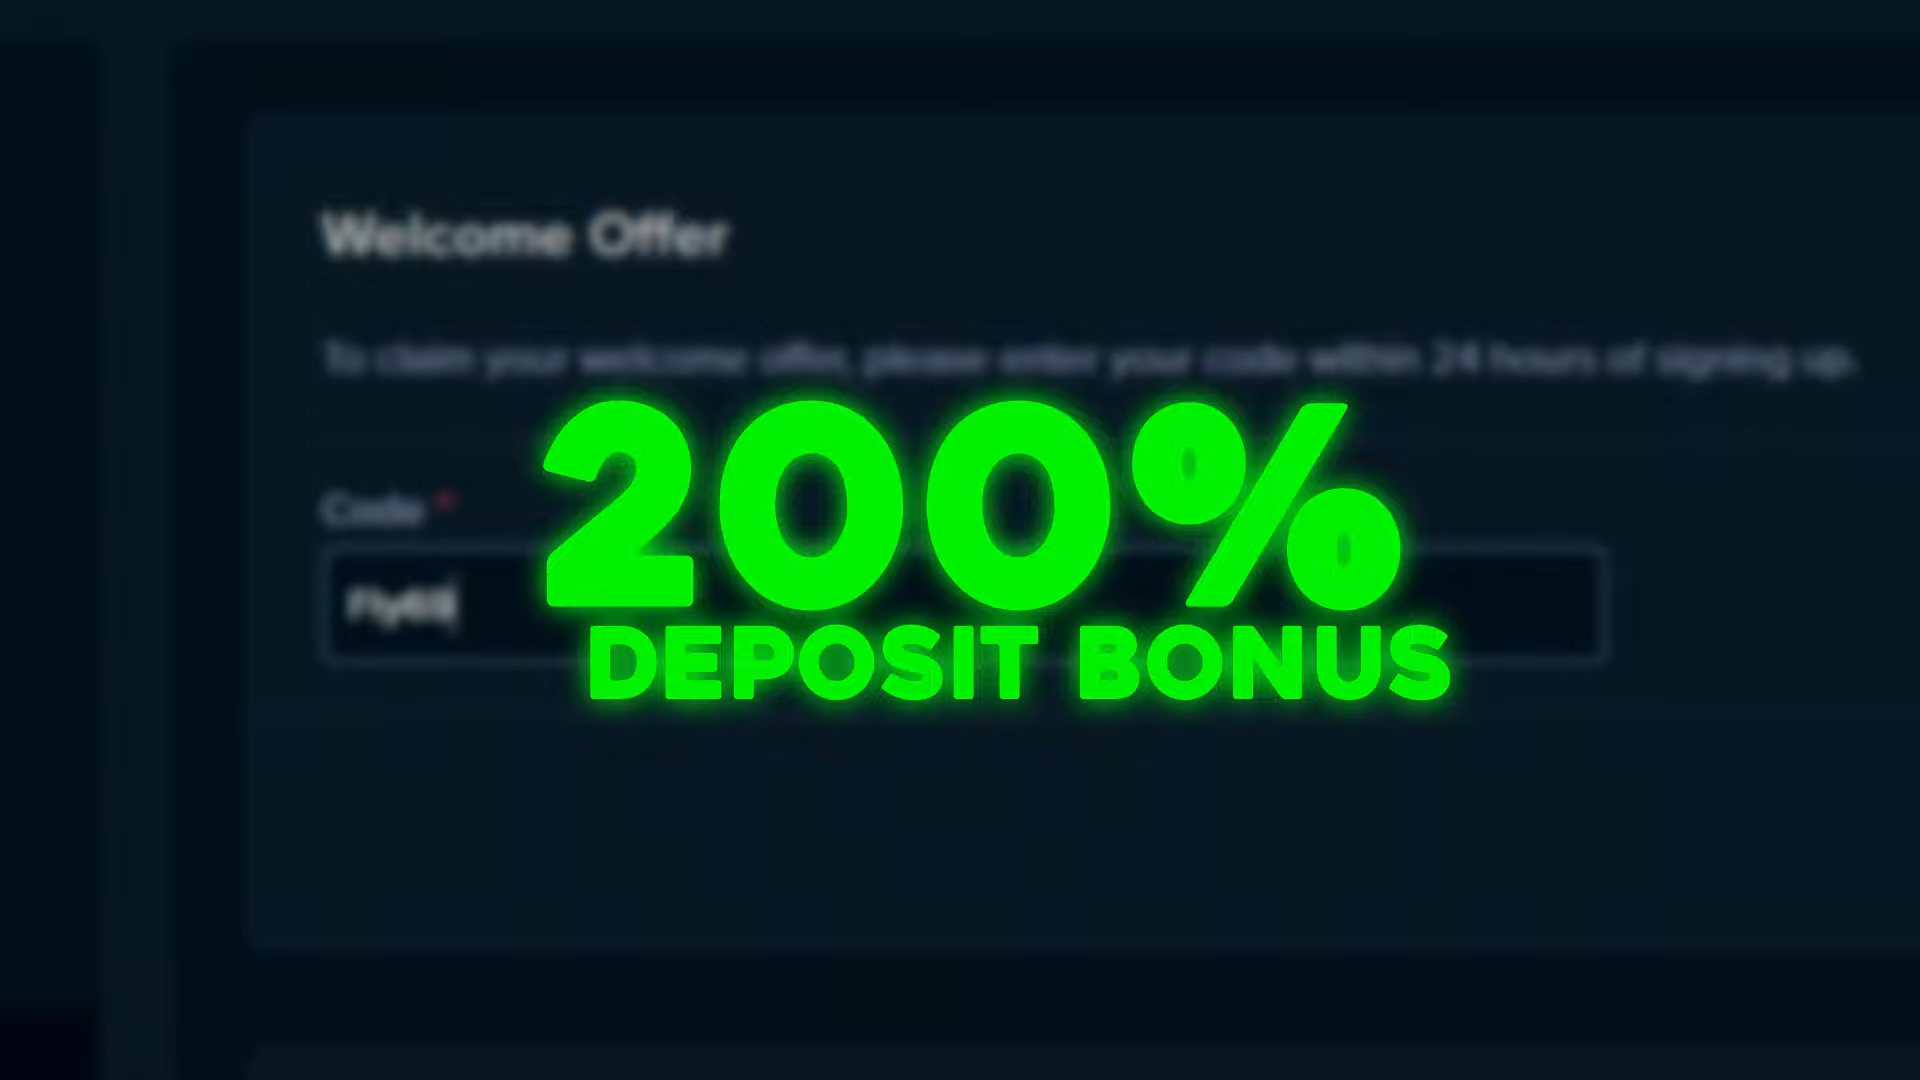 Welcome Offer
To claim your welcome offer, please enter your code within 24 hours of signing up.
Code *
200%
DEPOSIT BONUS